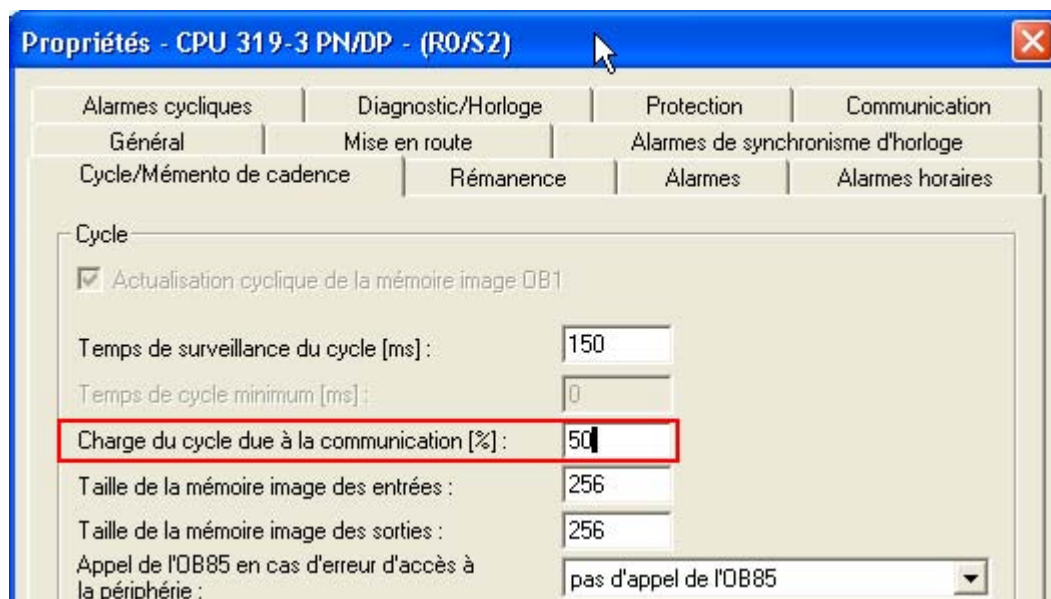 Propriétés - CPU 319-3 PN/DP - (R0/S2)
Alarmes cycliques Diagnostic/Horloge Protection Communication
Général Mise en route Alarmes de synchronisme d'horloge
Cycle/Mémento de cadence Rémanence Alarmes Alarmes horaires
Cycle
Actualisation cyclique de la mémoire image OB1
Temps de surveillance du cycle [ms] : 150
Temps de cycle minimum [ms] : 0
Charge du cycle due à la communication [%] : 50
Taille de la mémoire image des entrées : 256
Taille de la mémoire image des sorties : 256
Appel de l'OB85 en cas d'erreur d'accès à
la périphérie : pas d'appel de l'OB85